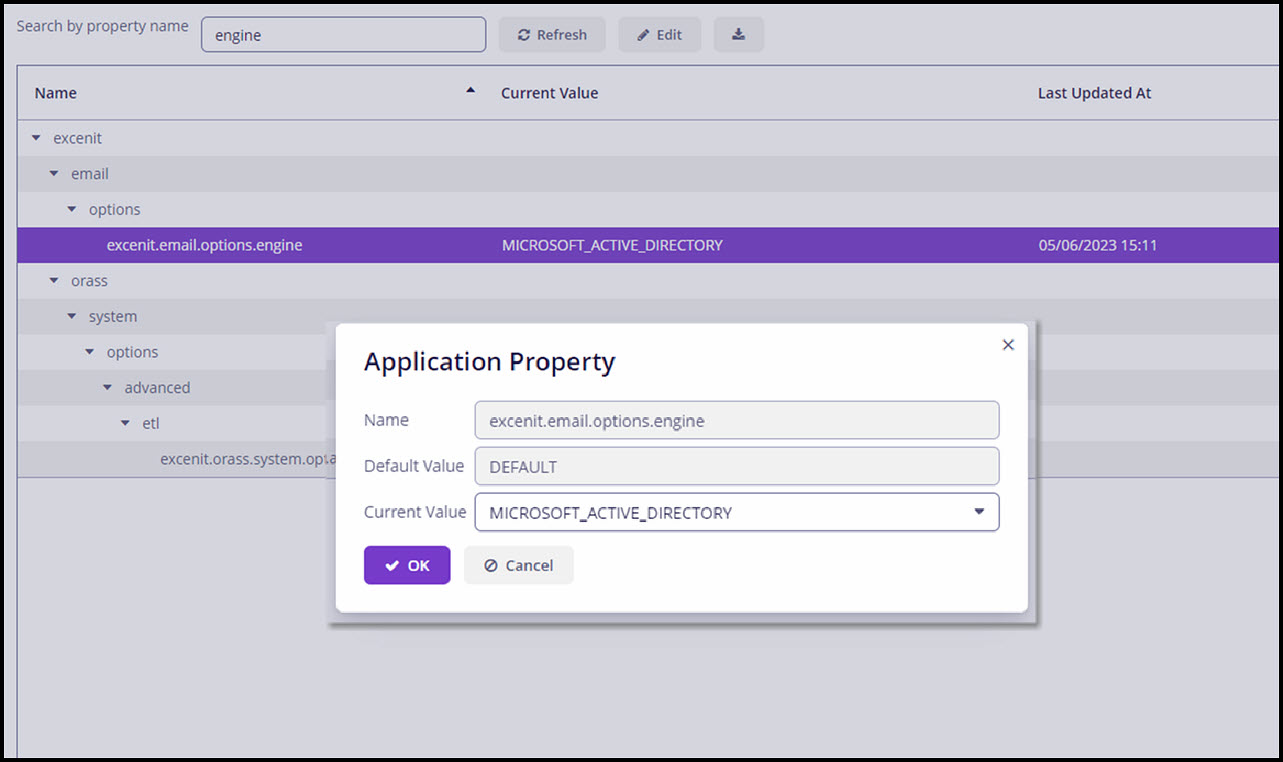 Search by property name engine Refresh Edit
Name Current Value Last Updated At
excenit
email
options
excenit.email.options.engine MICROSOFT_ACTIVE_DIRECTORY 05/06/2023 15:11
orass
system
options
advanced
etl
excenit.orass.system.opta
Application Property
Name excenit.email.options.engine
Default Value DEFAULT
Current Value MICROSOFT_ACTIVE_DIRECTORY
OK Cancel